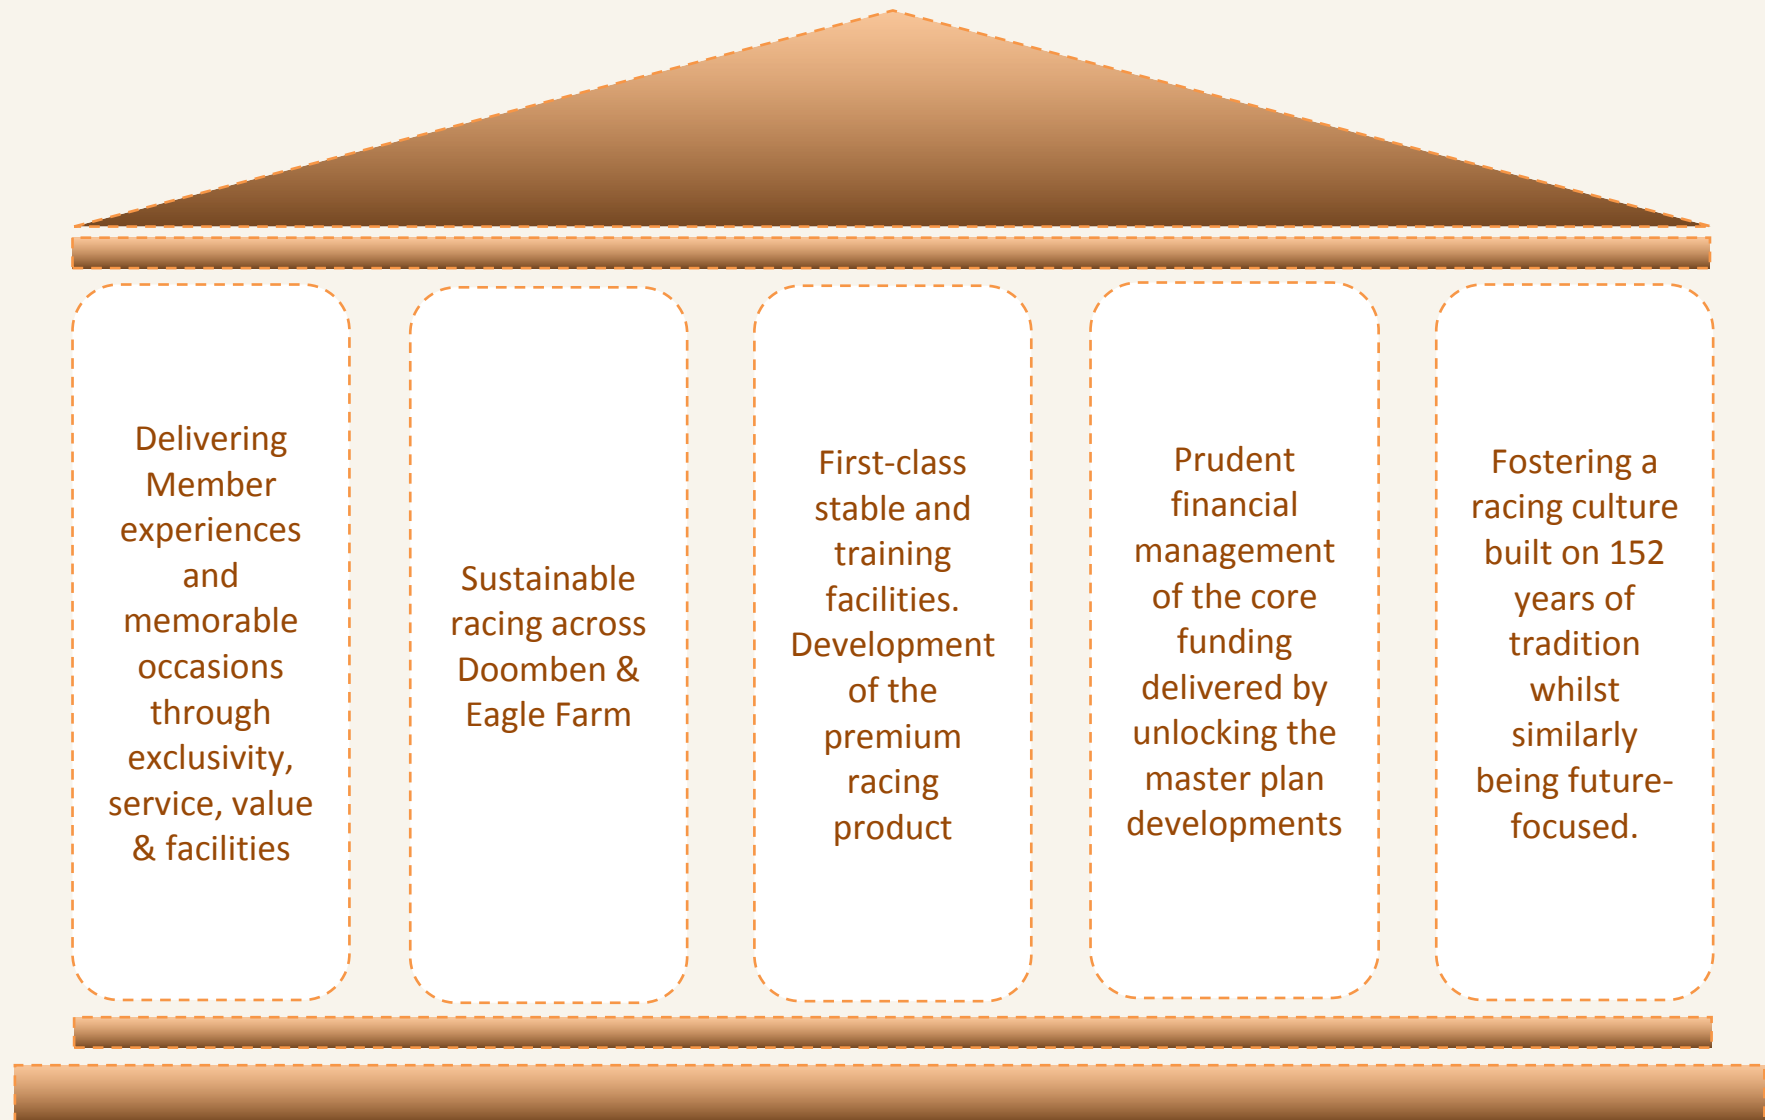 Delivering
Member
experiences
and
memorable
occasions
through
exclusivity,
service, value
& facilities
Sustainable
racing across
Doomben &
Eagle Farm
First-class
stable and
training
facilities.
Development
of the
premium
racing
product
Prudent
financial
management
of the core
funding
delivered by
unlocking the
master plan
developments
Fostering a
racing culture
built on 152
years of
tradition
whilst
similarly
being future-
focused.